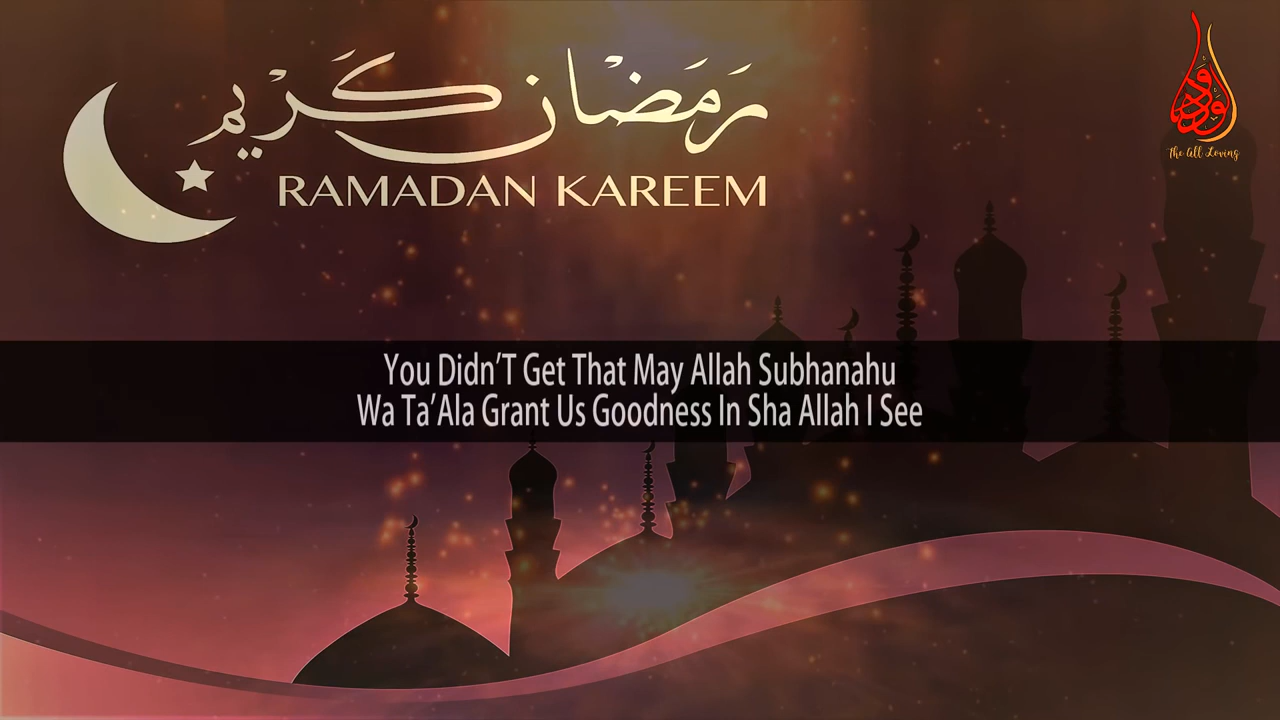 رَمَضَان كَرْيم
RAMADAN KAREEM
الودود
The All Loving
You Didn’T Get That May Allah Subhanahu
Wa Ta’Ala Grant Us Goodness In Sha Allah I See